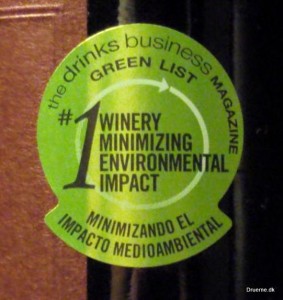 the drinks business MAGAZINE
GREEN LIST
#1 WINERY
MINIMIZING
ENVIRONMENTAL
IMPACT
MINIMIZANDO EL
IMPACTO MEDIOAMBIENTAL
Druerne.dk